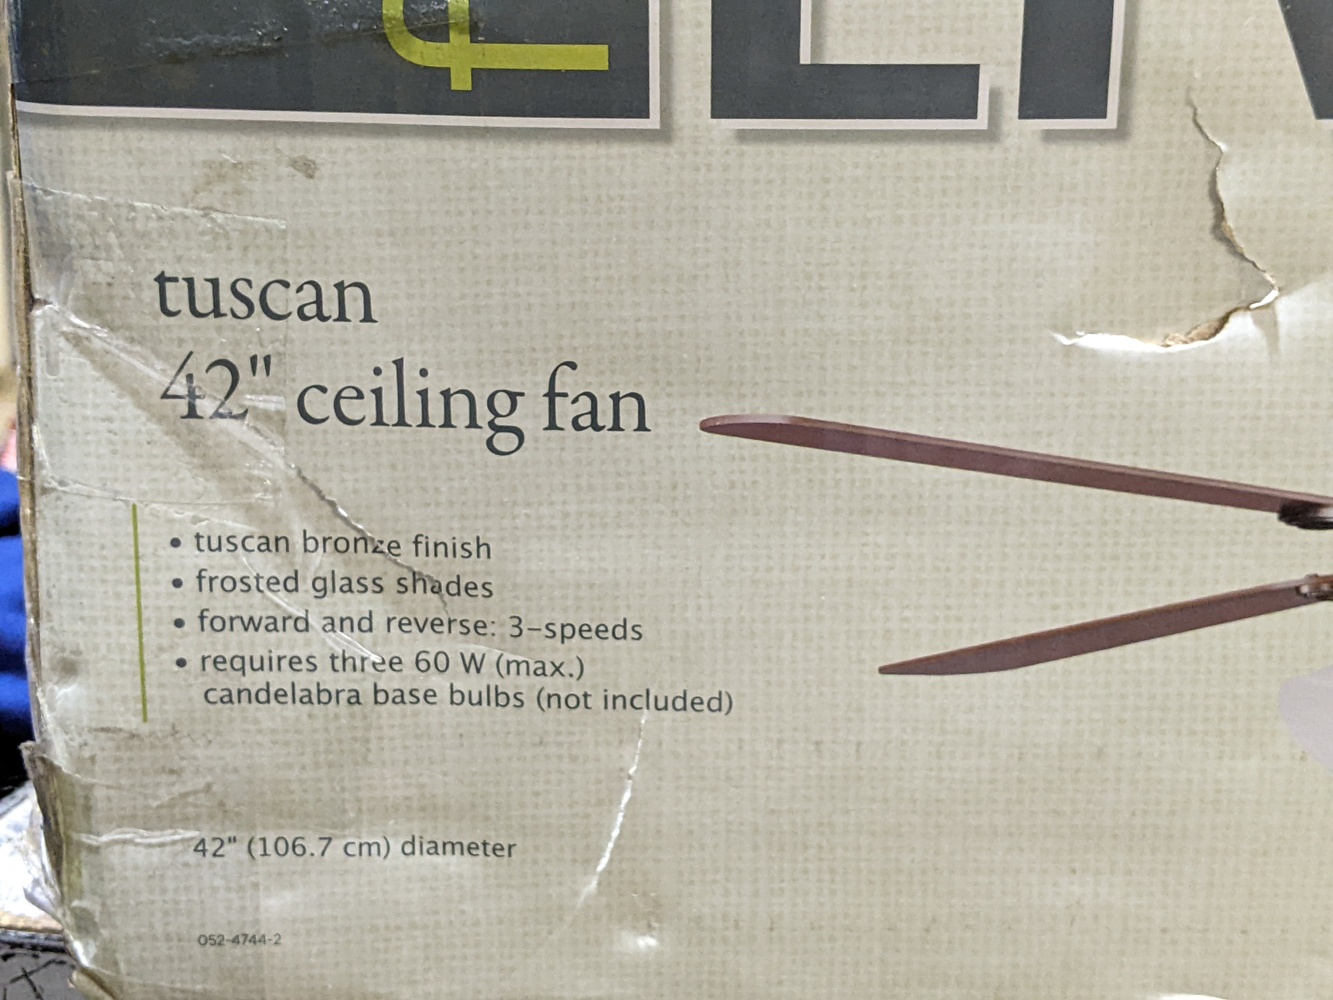 tuscan
42" ceiling fan
• tuscan bronze finish
• frosted glass shades
• forward and reverse: 3-speeds
• requires three 60 W (max.)
candelabra base bulbs (not included)
42" (106.7 cm) diameter
052-4744-2